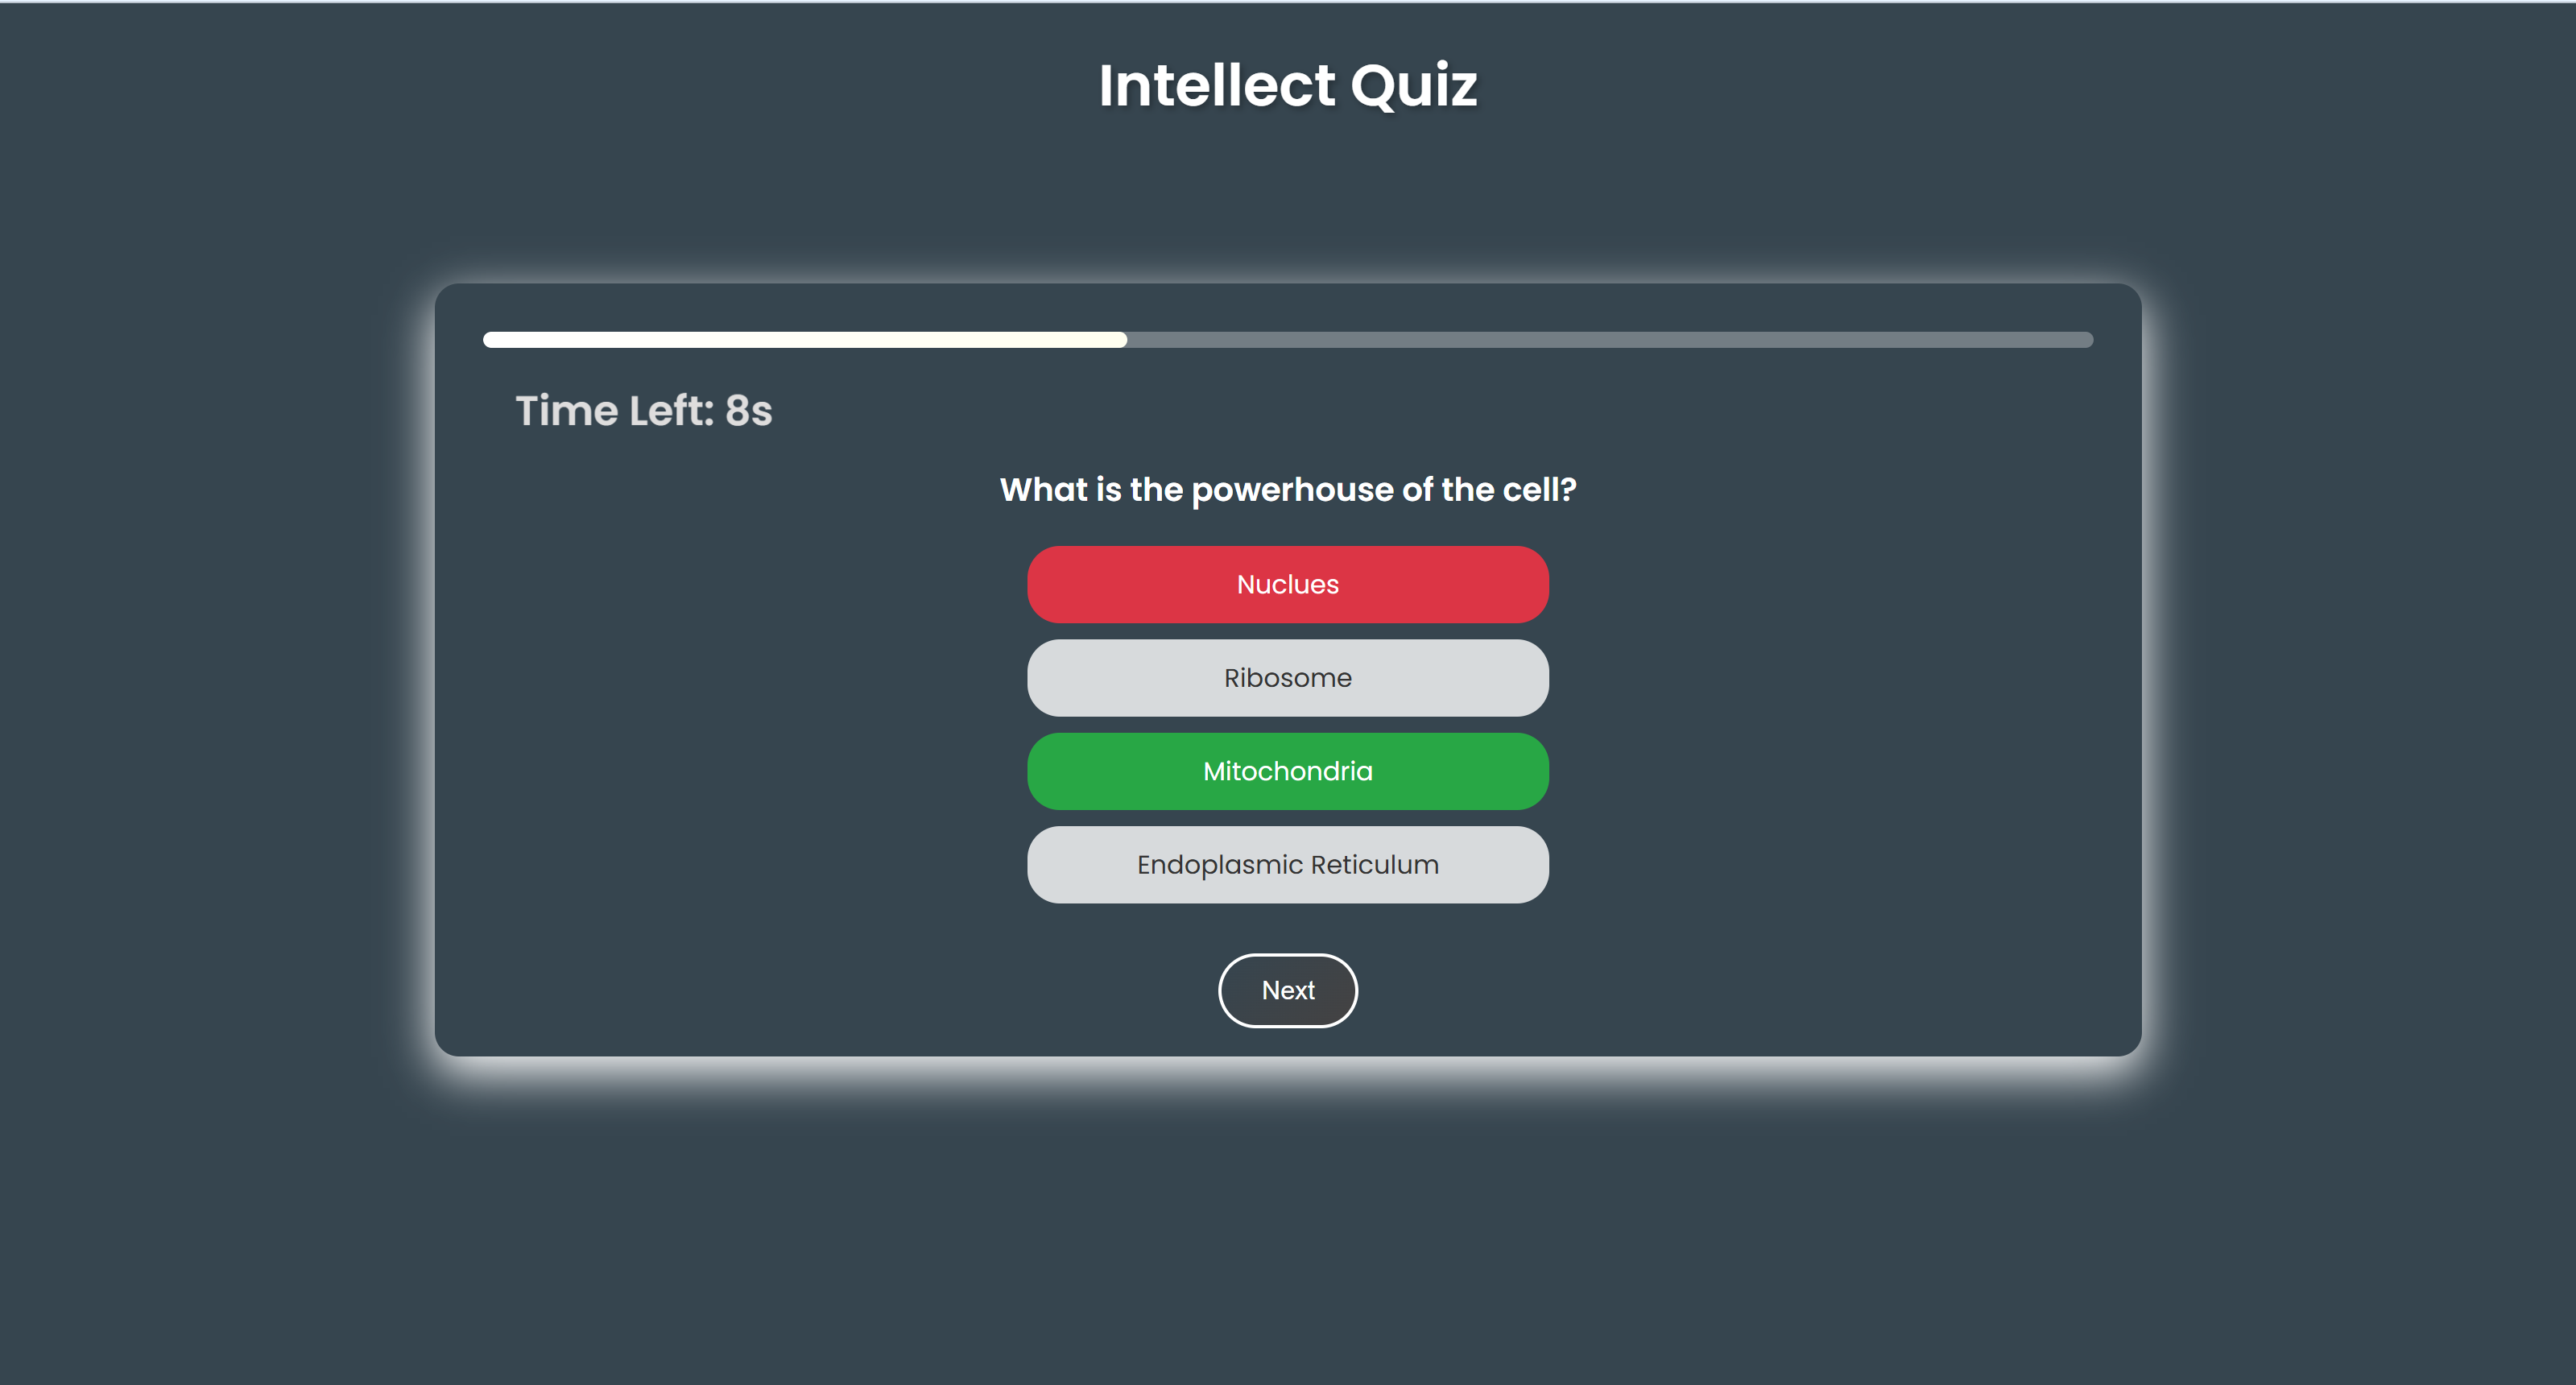 Intellect Quiz
Time Left: 8s
What is the powerhouse of the cell?
Nuclues
Ribosome
Mitochondria
Endoplasmic Reticulum
Next